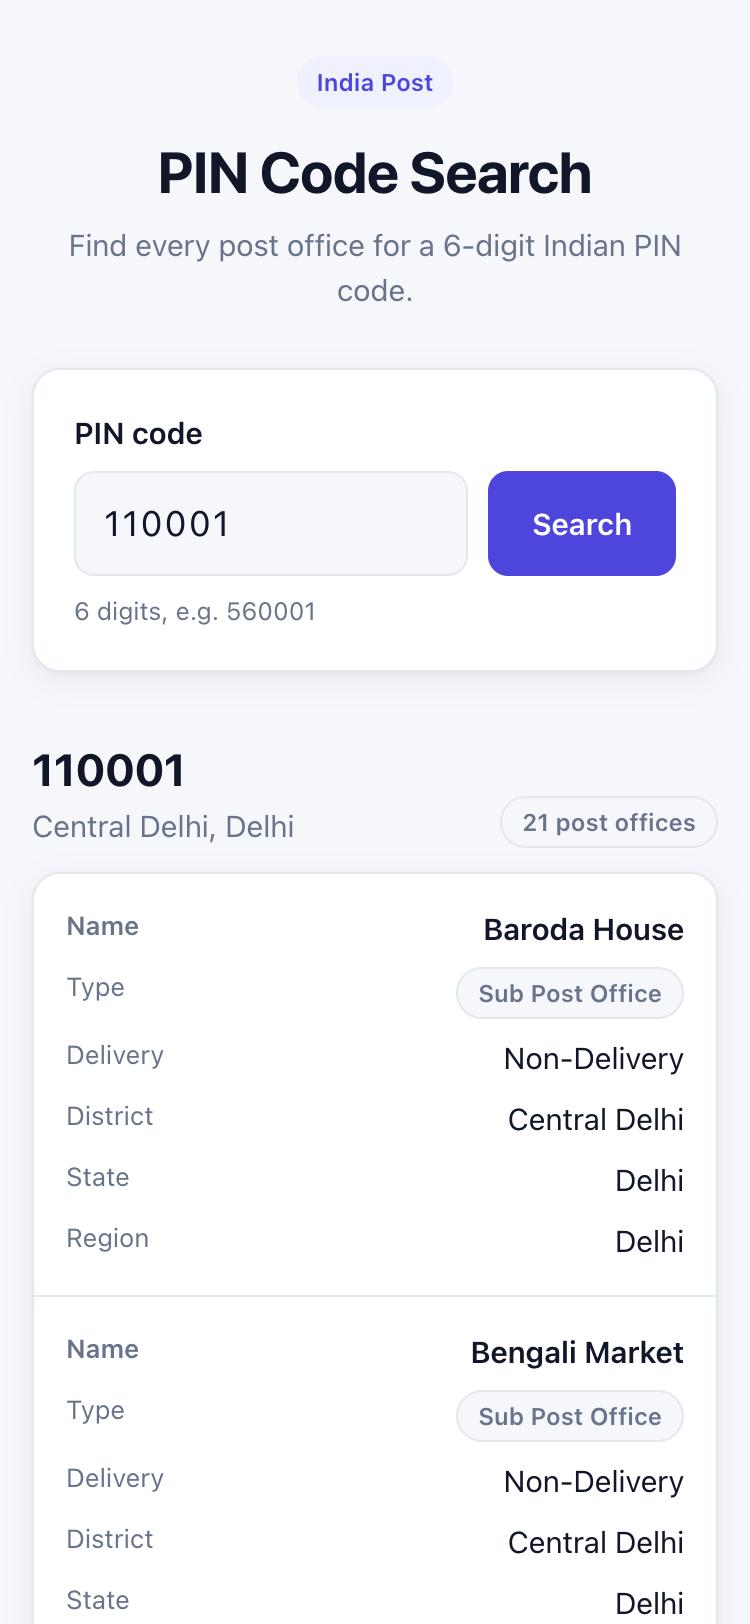 India Post
PIN Code Search
Find every post office for a 6-digit Indian PIN
code.
PIN code
110001
Search
6 digits, e.g. 560001
110001
Central Delhi, Delhi
21 post offices
Name Baroda House
Type Sub Post Office
Delivery Non-Delivery
District Central Delhi
State Delhi
Region Delhi
Name Bengali Market
Type Sub Post Office
Delivery Non-Delivery
District Central Delhi
State Delhi